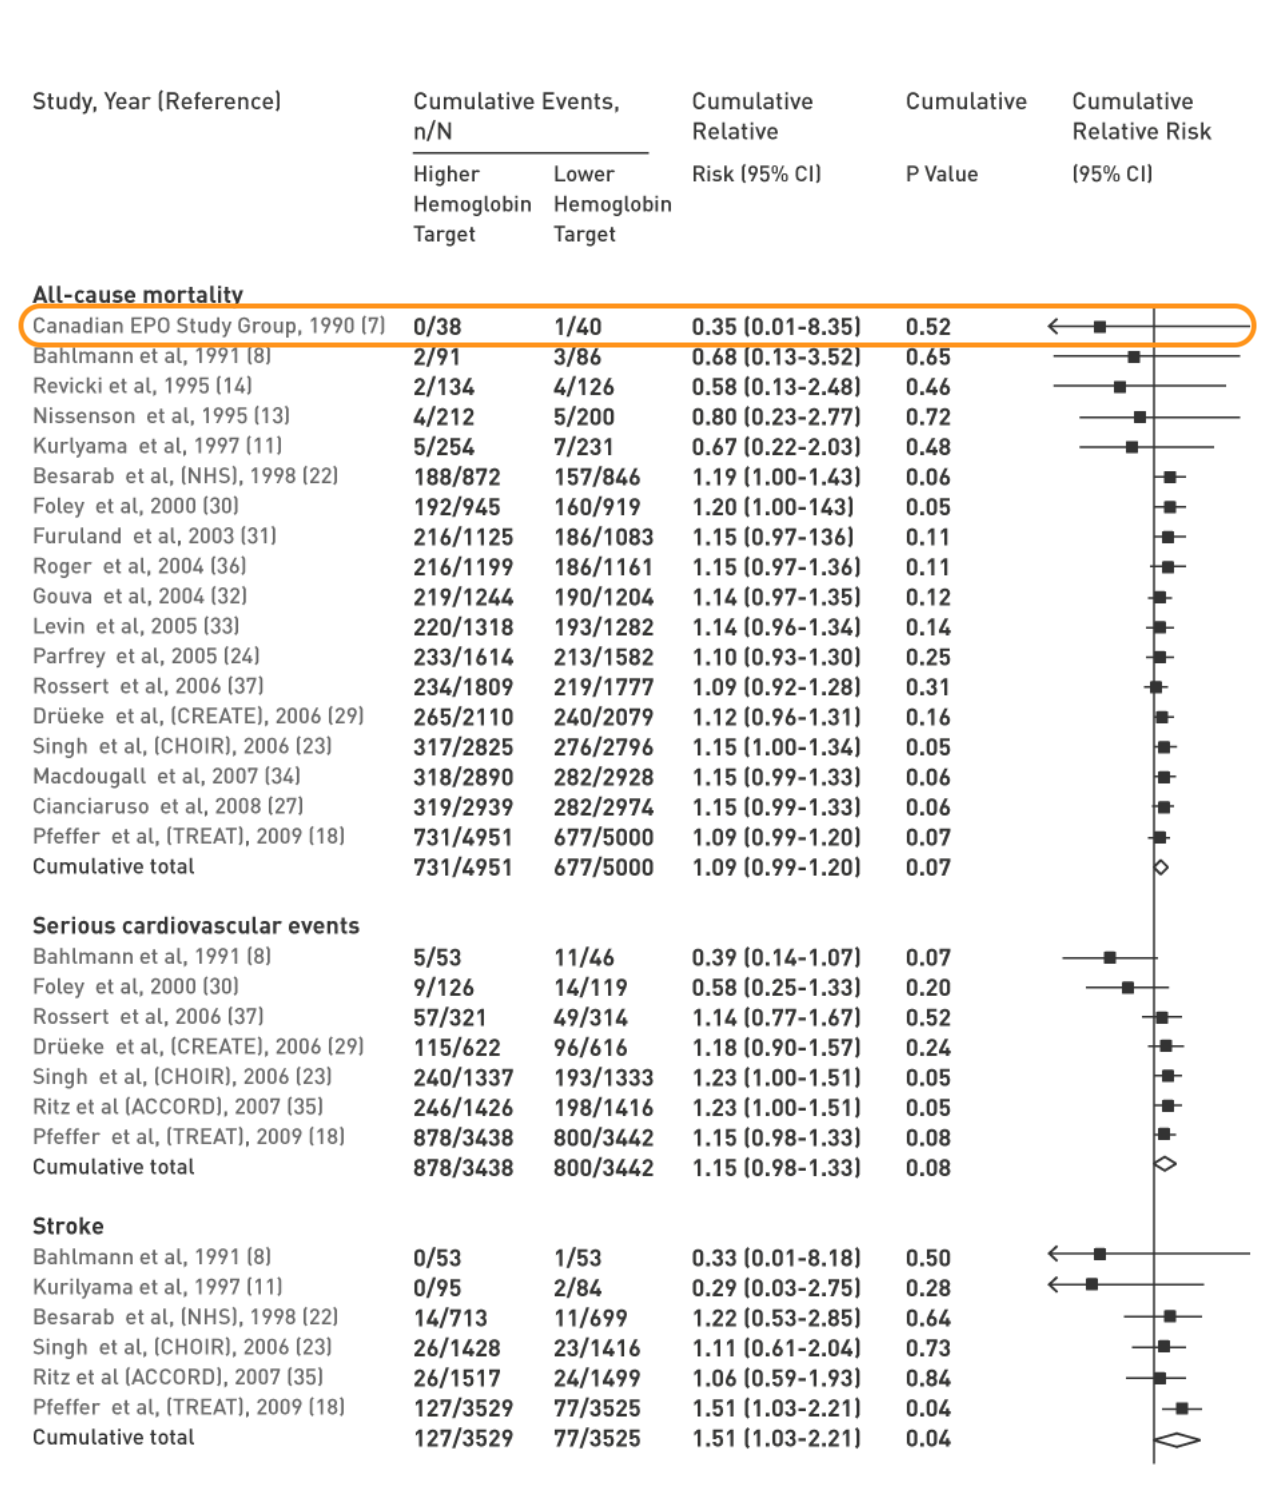 Study, Year (Reference) Cumulative Events, Cumulative Cumulative Cumulative
n/N Relative Relative Risk
Higher Lower Risk (95% CI) P Value (95% CI)
Hemoglobin Hemoglobin
Target Target
All-cause mortality
Canadian EPO Study Group, 1990 (7) 0/38 1/40 0.35 (0.01-8.35) 0.52
Bahlmann et al, 1991 (8) 2/91 3/86 0.68 (0.13-3.52) 0.65
Revicki et al, 1995 (14) 2/134 4/126 0.58 (0.13-2.48) 0.46
Nissenson et al, 1995 (13) 4/212 5/200 0.80 (0.23-2.77) 0.72
Kurlyama et al, 1997 (11) 5/254 7/231 0.67 (0.22-2.03) 0.48
Besarab et al, (NHS), 1998 (22) 188/872 157/846 1.19 (1.00-1.43) 0.06
Foley et al, 2000 (30) 192/945 160/919 1.20 (1.00-143) 0.05
Furuland et al, 2003 (31) 216/1125 186/1083 1.15 (0.97-136) 0.11
Roger et al, 2004 (36) 216/1199 186/1161 1.15 (0.97-1.36) 0.11
Gouva et al, 2004 (32) 219/1244 190/1204 1.14 (0.97-1.35) 0.12
Levin et al, 2005 (33) 220/1318 193/1282 1.14 (0.96-1.34) 0.14
Parfrey et al, 2005 (24) 233/1614 213/1582 1.10 (0.93-1.30) 0.25
Rossert et al, 2006 (37) 234/1809 219/1777 1.09 (0.92-1.28) 0.31
Drüeke et al, (CREATE), 2006 (29) 265/2110 240/2079 1.12 (0.96-1.31) 0.16
Singh et al, (CHOIR), 2006 (23) 317/2825 276/2796 1.15 (1.00-1.34) 0.05
Macdougall et al, 2007 (34) 318/2890 282/2928 1.15 (0.99-1.33) 0.06
Cianciaruso et al, 2008 (27) 319/2939 282/2974 1.15 (0.99-1.33) 0.06
Pfeffer et al, (TREAT), 2009 (18) 731/4951 677/5000 1.09 (0.99-1.20) 0.07
Cumulative total 731/4951 677/5000 1.09 (0.99-1.20) 0.07
Serious cardiovascular events
Bahlmann et al, 1991 (8) 5/53 11/46 0.39 (0.14-1.07) 0.07
Foley et al, 2000 (30) 9/126 14/119 0.58 (0.25-1.33) 0.20
Rossert et al, 2006 (37) 57/321 49/314 1.14 (0.77-1.67) 0.52
Drüeke et al, (CREATE), 2006 (29) 115/622 96/616 1.18 (0.90-1.57) 0.24
Singh et al, (CHOIR), 2006 (23) 240/1337 193/1333 1.23 (1.00-1.51) 0.05
Ritz et al (ACCORD), 2007 (35) 246/1426 198/1416 1.23 (1.00-1.51) 0.05
Pfeffer et al, (TREAT), 2009 (18) 878/3438 800/3442 1.15 (0.98-1.33) 0.08
Cumulative total 878/3438 800/3442 1.15 (0.98-1.33) 0.08
Stroke
Bahlmann et al, 1991 (8) 0/53 1/53 0.33 (0.01-8.18) 0.50
Kurilyama et al, 1997 (11) 0/95 2/84 0.29 (0.03-2.75) 0.28
Besarab et al, (NHS), 1998 (22) 14/713 11/699 1.22 (0.53-2.85) 0.64
Singh et al, (CHOIR), 2006 (23) 26/1428 23/1416 1.11 (0.61-2.04) 0.73
Ritz et al (ACCORD), 2007 (35) 26/1517 24/1499 1.06 (0.59-1.93) 0.84
Pfeffer et al, (TREAT), 2009 (18) 127/3529 77/3525 1.51 (1.03-2.21) 0.04
Cumulative total 127/3529 77/3525 1.51 (1.03-2.21) 0.04